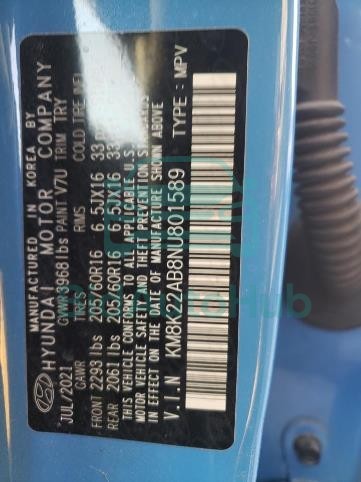 MANUFACTURED IN KOREA BY
HYUNDAI MOTOR COMPANY
JUL/2021 GVWR 3968 lbs PAINT V7U TRIM TRY
GAWR TIRES RMS COLD TIRE INFL
FRONT 2293 lbs 205/60R16 6.5JX16 33
REAR 2061 lbs 205/60R16 6.5JX16 33
THIS VEHICLE CONFORMS TO ALL APPLICABLE U.S.
MOTOR VEHICLE SAFETY AND THEFT PREVENTION STANDARDS
IN EFFECT ON THE DATE OF MANUFACTURE SHOWN ABOVE
V.I.N KM8K22AB8NU801589 TYPE : MPV